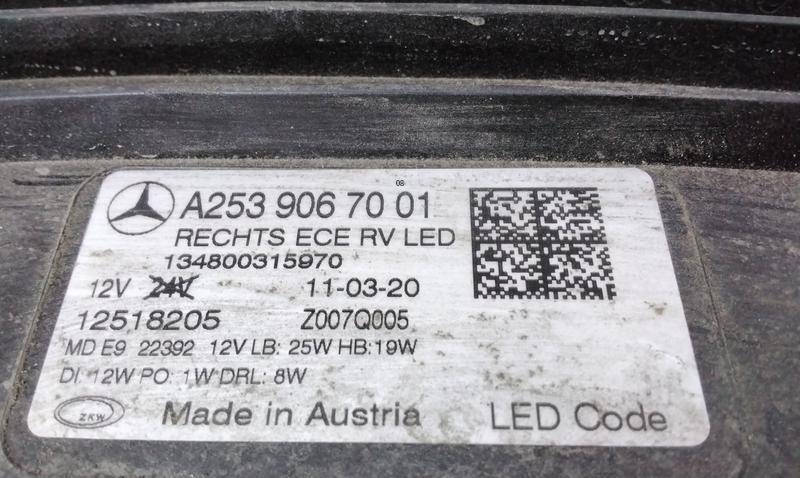 08
A253 906 70 01
RECHTS ECE RV LED
134800315970
12V 24V 11-03-20
12518205 Z007Q005
MD E9 22392 12V LB: 25W HB:19W
DI: 12W PO: 1W DRL: 8W
ZKW Made in Austria LED Code